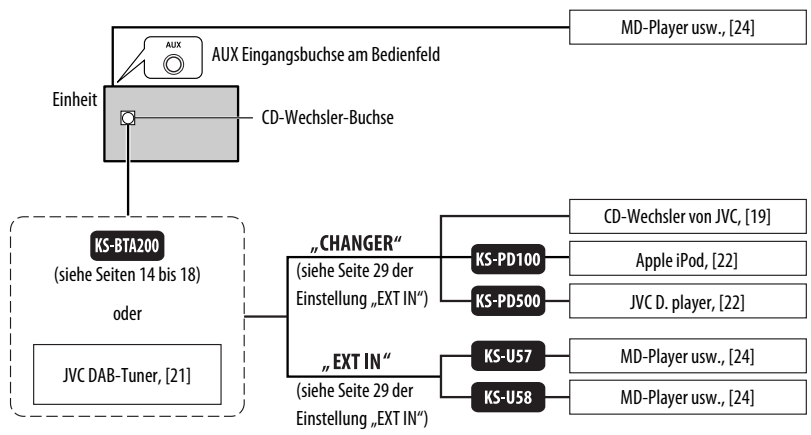 MD-Player usw., [24]
AUX
AUX Eingangsbuchse am Bedienfeld
Einheit
CD-Wechsler-Buchse
KS-BTA200
(siehe Seiten 14 bis 18)
oder
JVC DAB-Tuner, [21]
„CHANGER“
(siehe Seite 29 der
Einstellung „EXT IN“)
CD-Wechsler von JVC, [19]
KS-PD100
Apple iPod, [22]
KS-PD500
JVC D. player, [22]
„EXT IN“
(siehe Seite 29 der
Einstellung „EXT IN“)
KS-U57
MD-Player usw., [24]
KS-U58
MD-Player usw., [24]